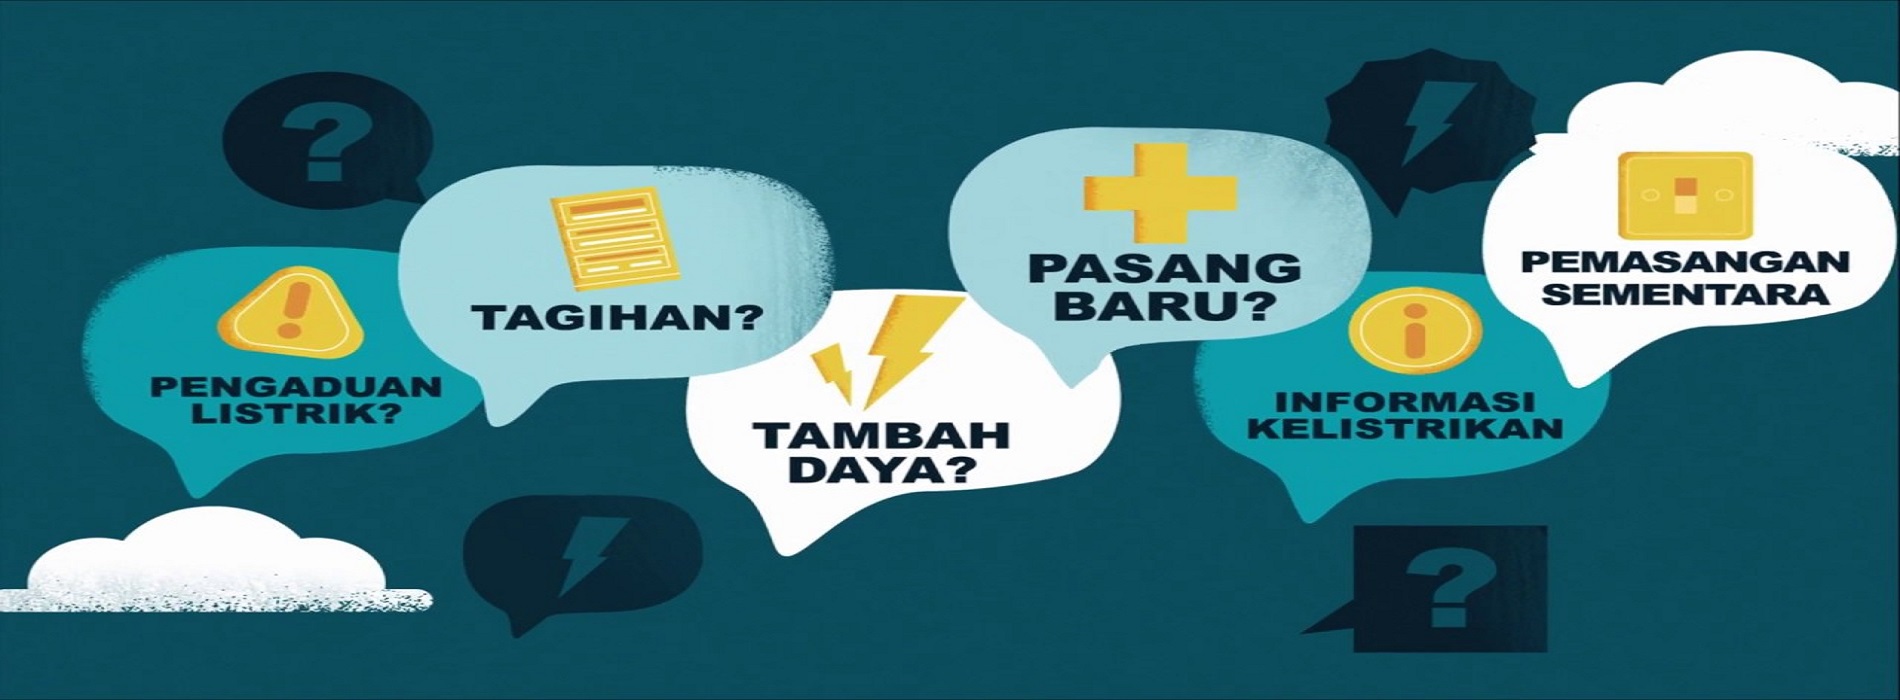 PENGADUAN
LISTRIK?
TAGIHAN?
TAMBAH
DAYA?
PASANG
BARU?
INFORMASI
KELISTRIKAN
PEMASANGAN
SEMENTARA